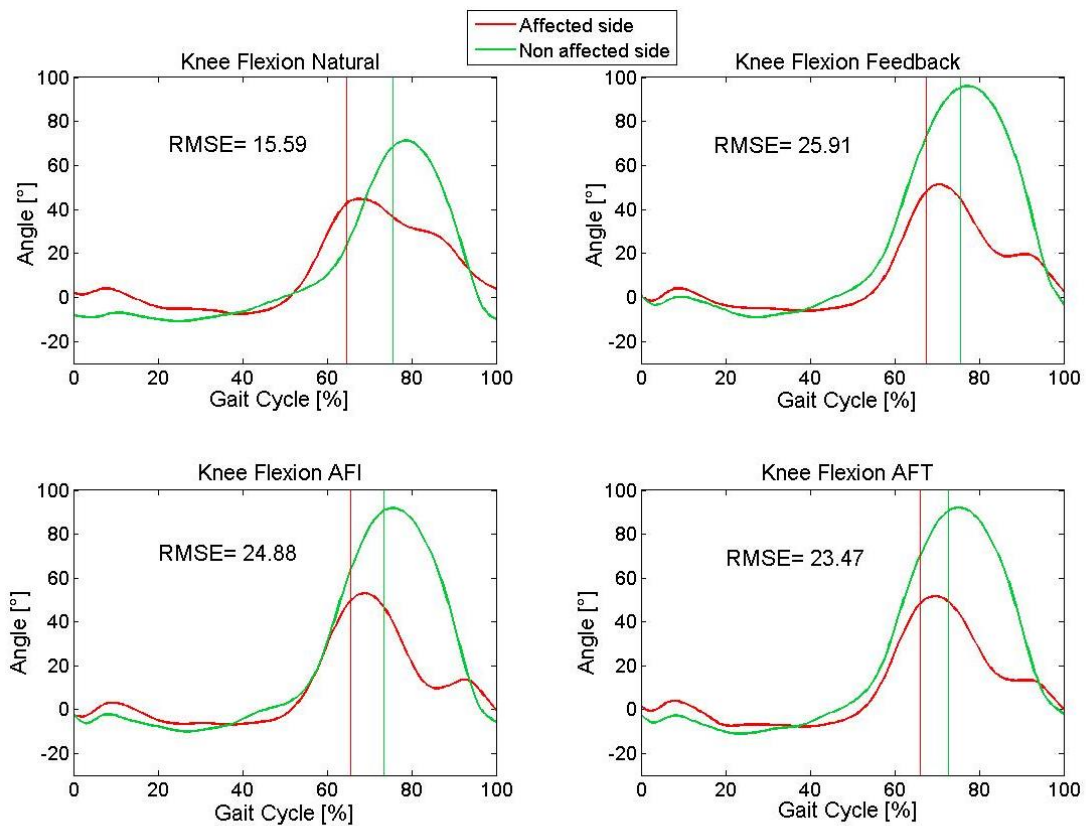 Affected side
Non affected side
Knee Flexion Natural
100
80
60
40
20
0
-20
Angle [°]
RMSE= 15.59
0 20 40 60 80 100
Gait Cycle [%]
Knee Flexion Feedback
100
80
60
40
20
0
-20
Angle [°]
RMSE= 25.91
0 20 40 60 80 100
Gait Cycle [%]
Knee Flexion AFI
100
80
60
40
20
0
-20
Angle [°]
RMSE= 24.88
0 20 40 60 80 100
Gait Cycle [%]
Knee Flexion AFT
100
80
60
40
20
0
-20
Angle [°]
RMSE= 23.47
0 20 40 60 80 100
Gait Cycle [%]